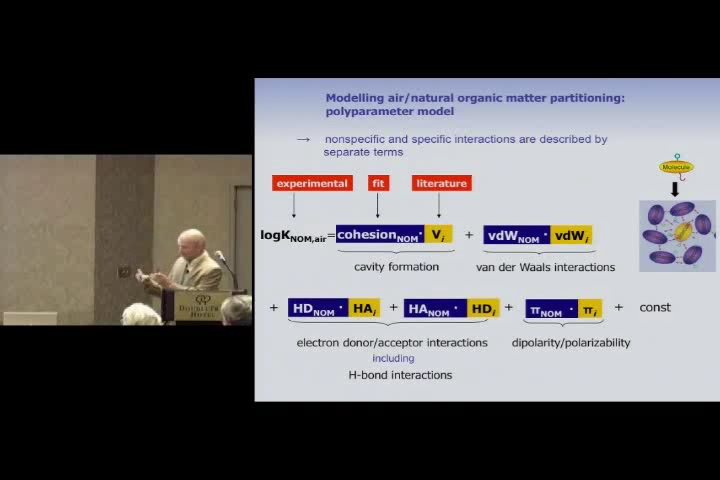 Modelling air/natural organic matter partitioning:
polyparameter model
→ nonspecific and specific interactions are described by
separate terms
Molecule
experimental fit literature
logK_NOM,air=cohesion_NOM · V_i + vdW_NOM · vdW_i
cavity formation van der Waals interactions
+ HD_NOM · HA_i + HA_NOM · HD_i + π_NOM · π_i + const
electron donor/acceptor interactions dipolarity/polarizability
including
H-bond interactions
DOUBLETREE
HOTEL